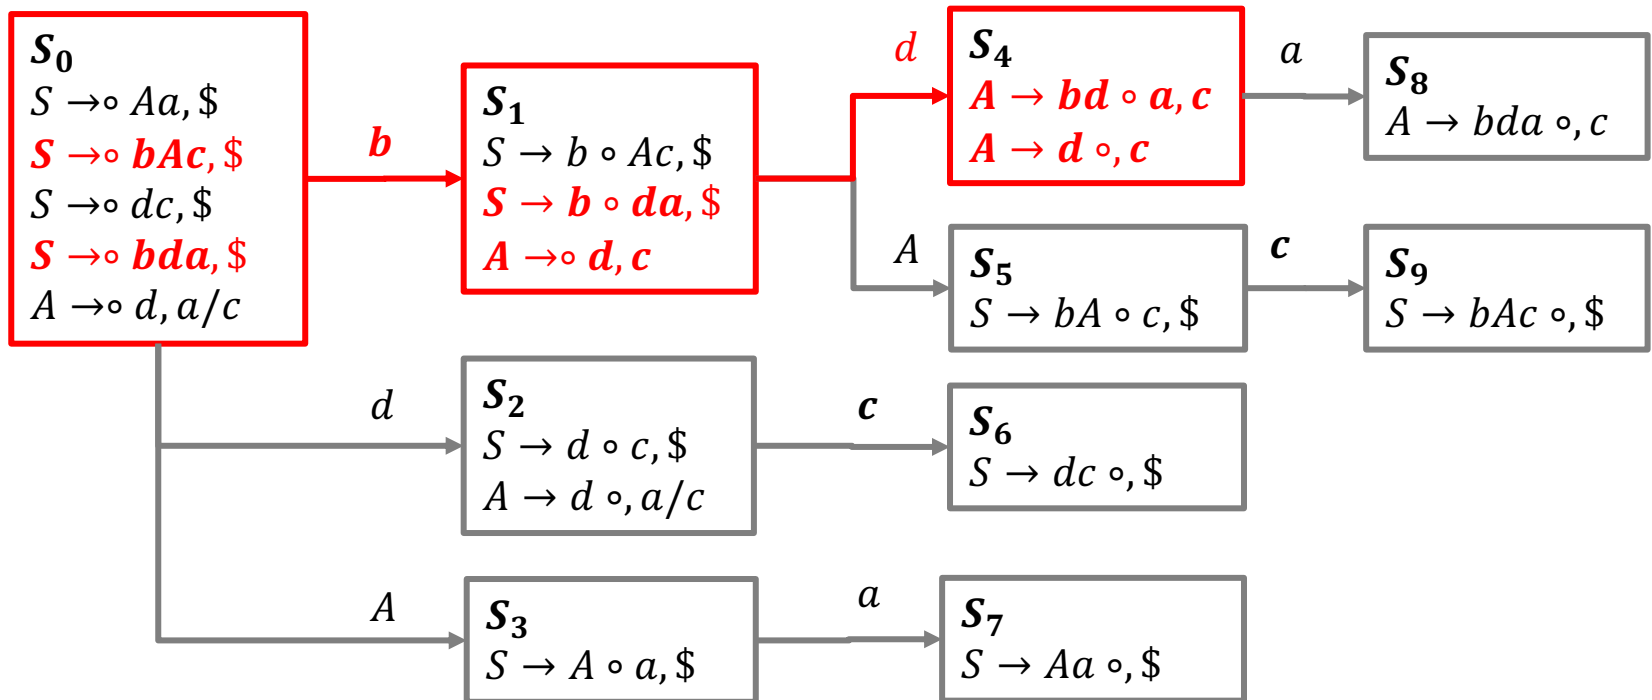 S₀
S →∘ Aa, $
S →∘ bAc, $
S →∘ dc, $
S →∘ bda, $
A →∘ d, a/c
b
S₁
S → b ∘ Ac, $
S → b ∘ da, $
A →∘ d, c
d
S₄
A → bd ∘ a, c
A → d ∘, c
a
S₈
A → bda ∘, c
A
S₅
S → bA ∘ c, $
c
S₉
S → bAc ∘, $
d
S₂
S → d ∘ c, $
A → d ∘, a/c
c
S₆
S → dc ∘, $
A
S₃
S → A ∘ a, $
a
S₇
S → Aa ∘, $